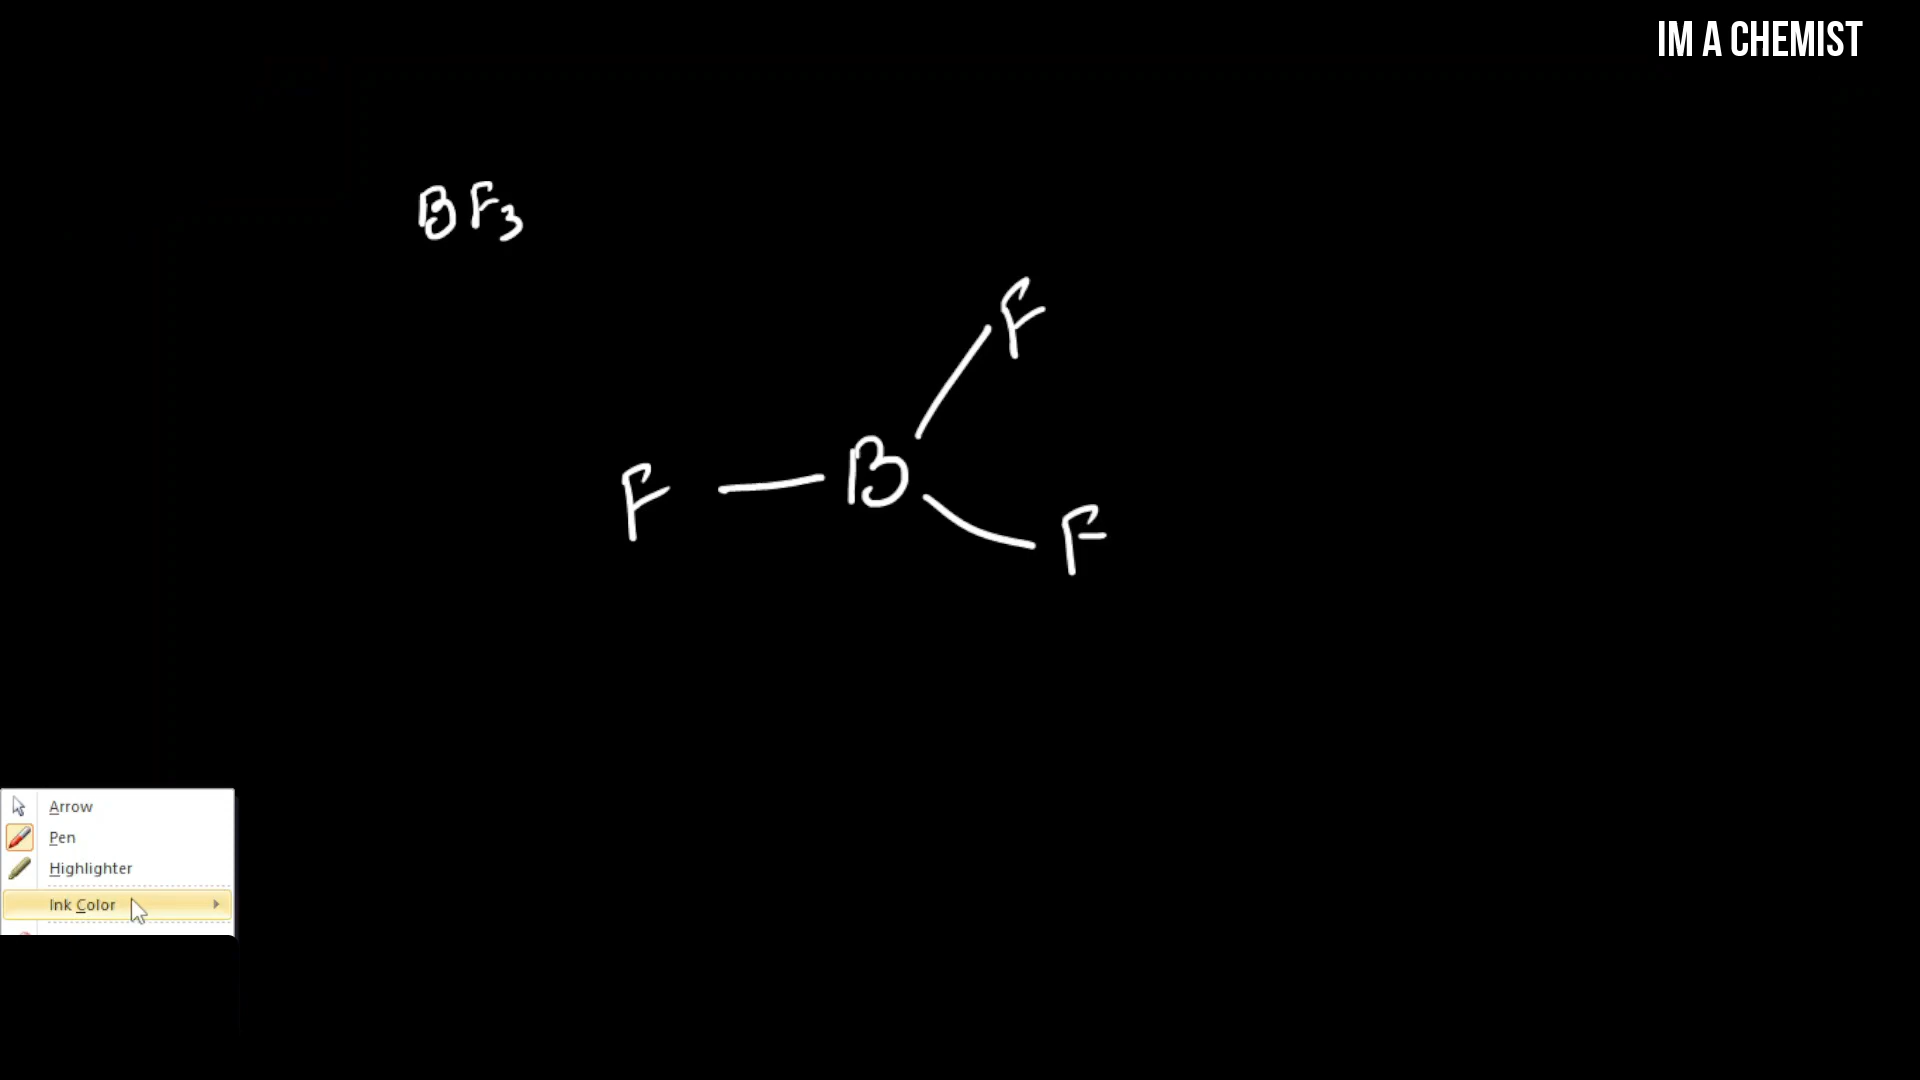 IM A CHEMIST
BF3
F
F B
F
Arrow
Pen
Highlighter
Ink Color